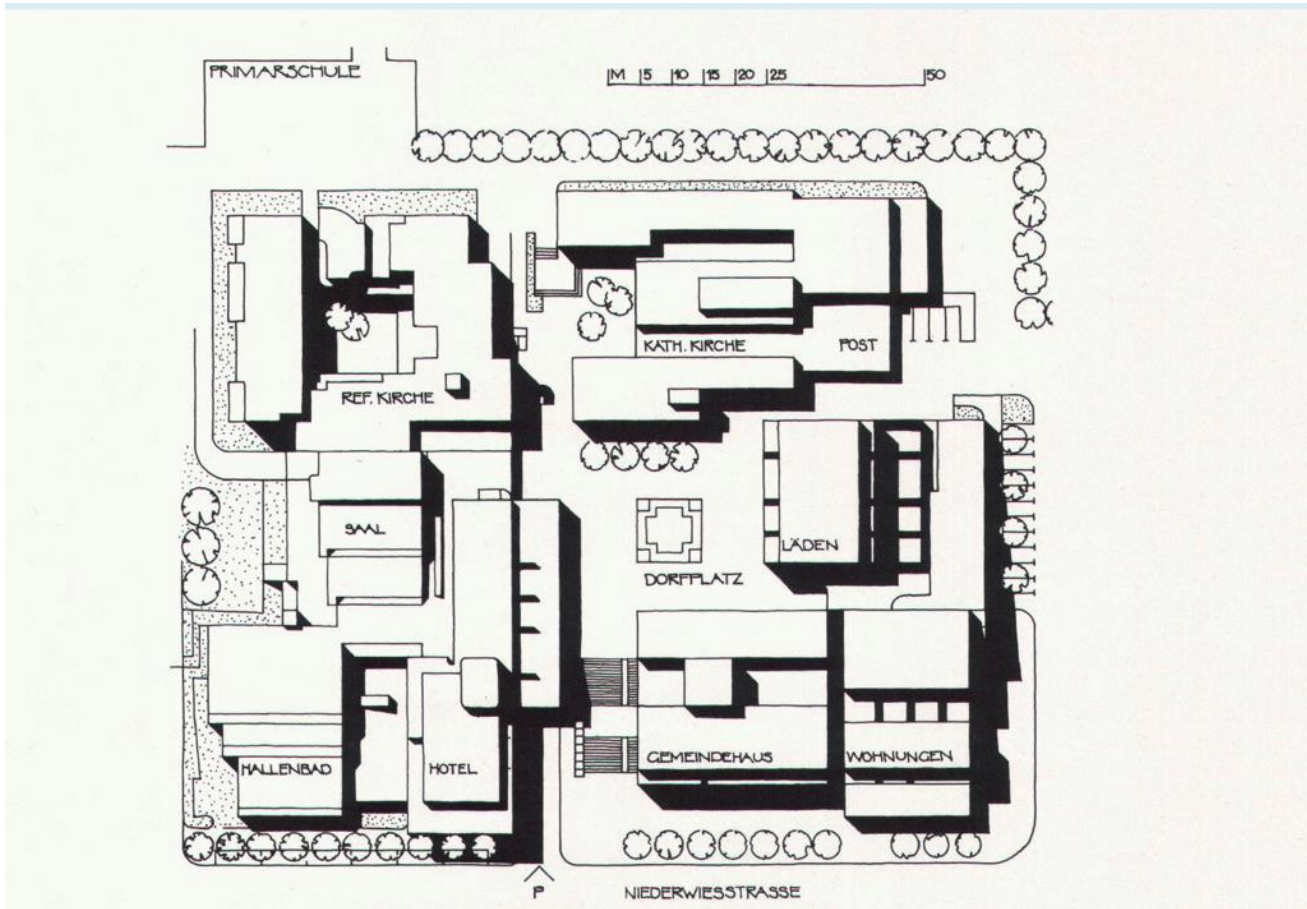 PRIMARSCHULE
M 5 10 15 20 25 50
KATH. KIRCHE
POST
REF. KIRCHE
SAAL
LÄDEN
DORFPLATZ
HALLENBAD
HOTEL
GEMEINDEHAUS
WOHNUNGEN
P
NIEDERWIESSTRASSE